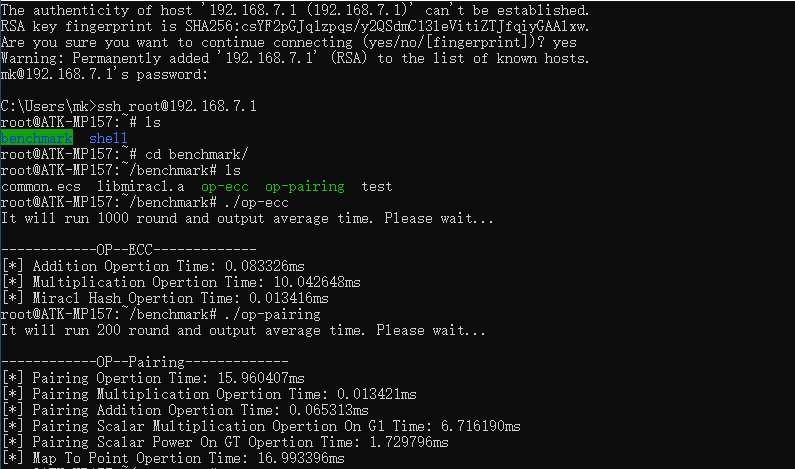 The authenticity of host '192.168.7.1 (192.168.7.1)' can't be established.
RSA key fingerprint is SHA256:csYF2pGJqlzpqs/y2QSdmCl3leVitiZTJfqiyGAAlxw.
Are you sure you want to continue connecting (yes/no/[fingerprint])? yes
Warning: Permanently added '192.168.7.1' (RSA) to the list of known hosts.
mk@192.168.7.1's password:
C:\Users\mk>ssh root@192.168.7.1
root@ATK-MP157:~# ls
benchmark  shell
root@ATK-MP157:~# cd benchmark/
root@ATK-MP157:~/benchmark# ls
common.ecs  libmiracl.a  op-ecc  op-pairing  test
root@ATK-MP157:~/benchmark# ./op-ecc
It will run 1000 round and output average time. Please wait...
------------OP--ECC-------------
[*] Addition Opertion Time: 0.083326ms
[*] Multiplication Opertion Time: 10.042648ms
[*] Miracl Hash Opertion Time: 0.013416ms
root@ATK-MP157:~/benchmark# ./op-pairing
It will run 200 round and output average time. Please wait...
------------OP--Pairing-------------
[*] Pairing Opertion Time: 15.960407ms
[*] Pairing Multiplication Opertion Time: 0.013421ms
[*] Pairing Addition Opertion Time: 0.065313ms
[*] Pairing Scalar Multiplication Opertion On G1 Time: 6.716190ms
[*] Pairing Scalar Power On GT Opertion Time: 1.729796ms
[*] Map To Point Opertion Time: 16.993396ms